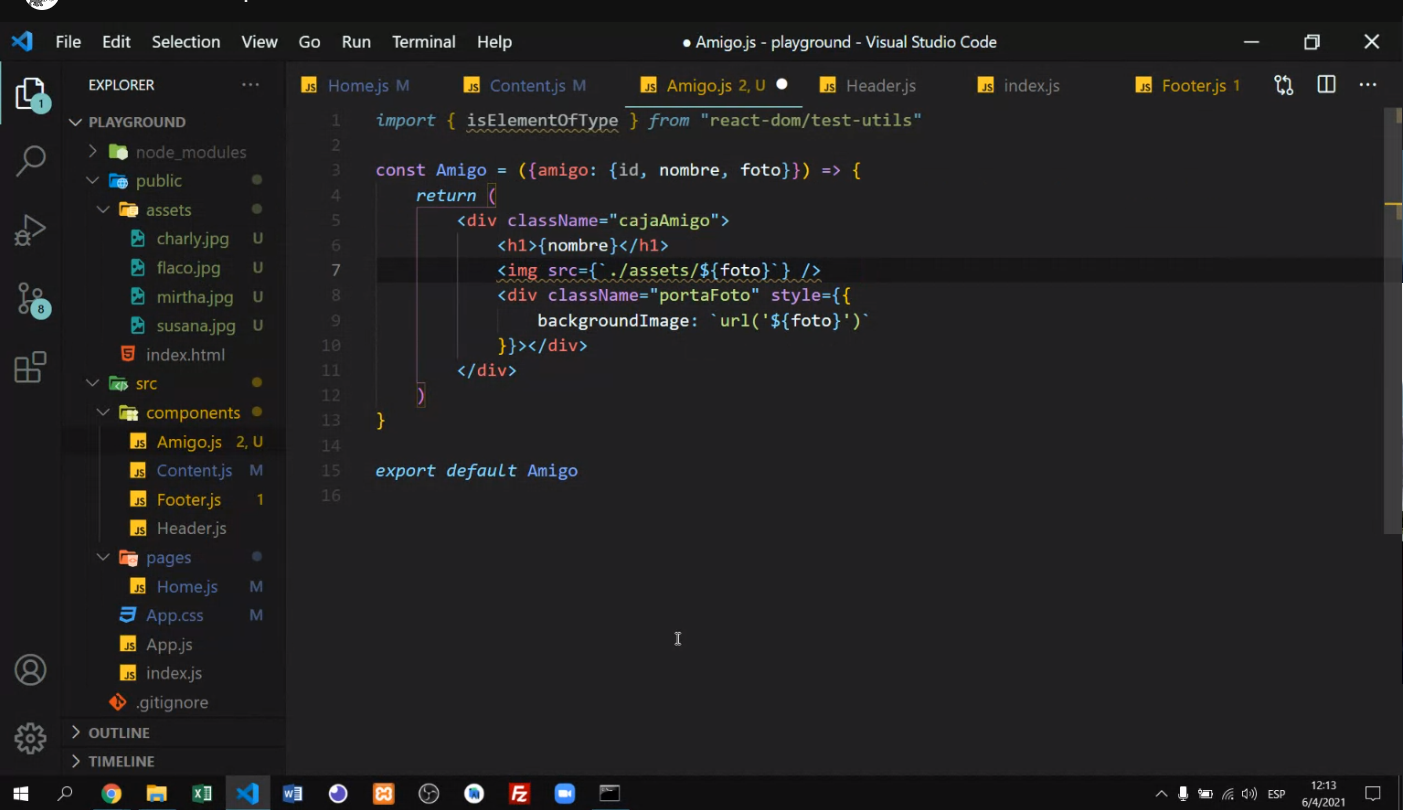 File Edit Selection View Go Run Terminal Help ● Amigo.js - playground - Visual Studio Code
EXPLORER ···
Home.js M Content.js M Amigo.js 2, U ● Header.js index.js Footer.js 1 ···
1
PLAYGROUND
node_modules
public
assets
charly.jpg U
flaco.jpg U
mirtha.jpg U
susana.jpg U
8
index.html
src
components
Amigo.js 2, U
Content.js M
Footer.js 1
Header.js
pages
Home.js M
App.css M
App.js
index.js
.gitignore
OUTLINE
TIMELINE
1 import { isElementOfType } from "react-dom/test-utils"
2
3 const Amigo = ({amigo: {id, nombre, foto}}) => {
4 return (
5 <div className="cajaAmigo">
6 <h1>{nombre}</h1>
7 <img src={`./assets/${foto}`} />
8 <div className="portaFoto" style={{
9 backgroundImage: `url('${foto}')`
10 }}></div>
11 </div>
12 )
13 }
14
15 export default Amigo
16
ESP
12:13
6/4/2021